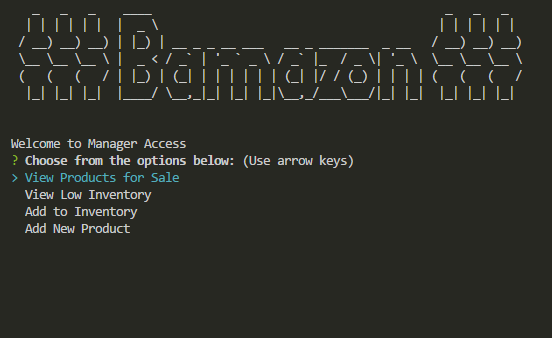 $$$ Bamazon $$$
Welcome to Manager Access
? Choose from the options below: (Use arrow keys)
> View Products for Sale
View Low Inventory
Add to Inventory
Add New Product